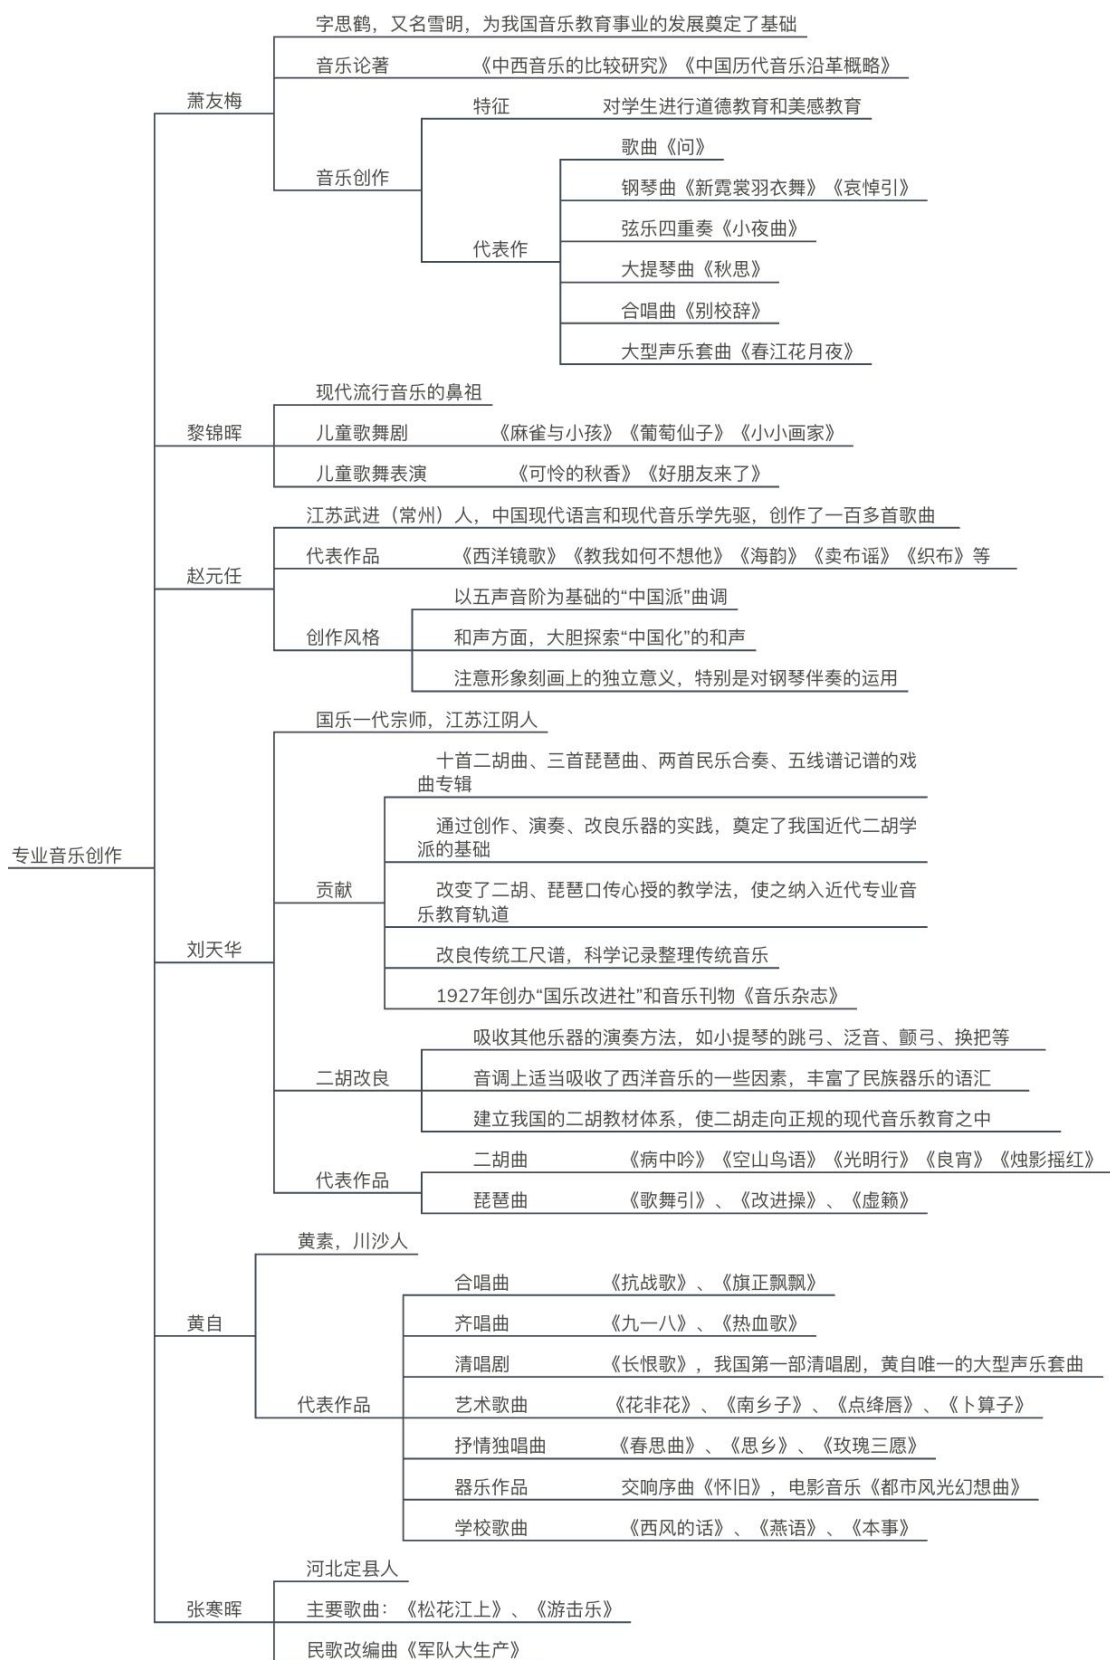 字思鹤，又名雪明，为我国音乐教育事业的发展奠定了基础
音乐论著 《中西音乐的比较研究》《中国历代音乐沿革概略》
萧友梅
特征 对学生进行道德教育和美感教育
歌曲《问》
音乐创作
钢琴曲《新霓裳羽衣舞》《哀悼引》
弦乐四重奏《小夜曲》
代表作
大提琴曲《秋思》
合唱曲《别校辞》
大型声乐套曲《春江花月夜》
现代流行音乐的鼻祖
黎锦晖
儿童歌舞剧 《麻雀与小孩》《葡萄仙子》《小小画家》
儿童歌舞表演 《可怜的秋香》《好朋友来了》
江苏武进（常州）人，中国现代语言和现代音乐学先驱，创作了一百多首歌曲
代表作品 《西洋镜歌》《教我如何不想他》《海韵》《卖布谣》《织布》等
赵元任
以五声音阶为基础的“中国派”曲调
创作风格
和声方面，大胆探索“中国化”的和声
注意形象刻画上的独立意义，特别是对钢琴伴奏的运用
国乐一代宗师，江苏江阴人
十首二胡曲、三首琵琶曲、两首民乐合奏、五线谱记谱的戏
曲专辑
通过创作、演奏、改良乐器的实践，奠定了我国近代二胡学
派的基础
专业音乐创作
贡献
改变了二胡、琵琶口传心授的教学法，使之纳入近代专业音
乐教育轨道
刘天华
改良传统工尺谱，科学记录整理传统音乐
1927年创办“国乐改进社”和音乐刊物《音乐杂志》
吸收其他乐器的演奏方法，如小提琴的跳弓、泛音、颤弓、换把等
二胡改良
音调上适当吸收了西洋音乐的一些因素，丰富了民族器乐的语汇
建立我国的二胡教材体系，使二胡走向正规的现代音乐教育之中
二胡曲 《病中吟》《空山鸟语》《光明行》《良宵》《烛影摇红》
代表作品
琵琶曲 《歌舞引》、《改进操》、《虚籁》
黄素，川沙人
合唱曲 《抗战歌》、《旗正飘飘》
黄自
齐唱曲 《九一八》、《热血歌》
清唱剧 《长恨歌》，我国第一部清唱剧，黄自唯一的大型声乐套曲
代表作品
艺术歌曲 《花非花》、《南乡子》、《点绛唇》、《卜算子》
抒情独唱曲 《春思曲》、《思乡》、《玫瑰三愿》
器乐作品 交响序曲《怀旧》，电影音乐《都市风光幻想曲》
学校歌曲 《西风的话》、《燕语》、《本事》
河北定县人
张寒晖
主要歌曲：《松花江上》、《游击乐》
民歌改编曲《军队大生产》